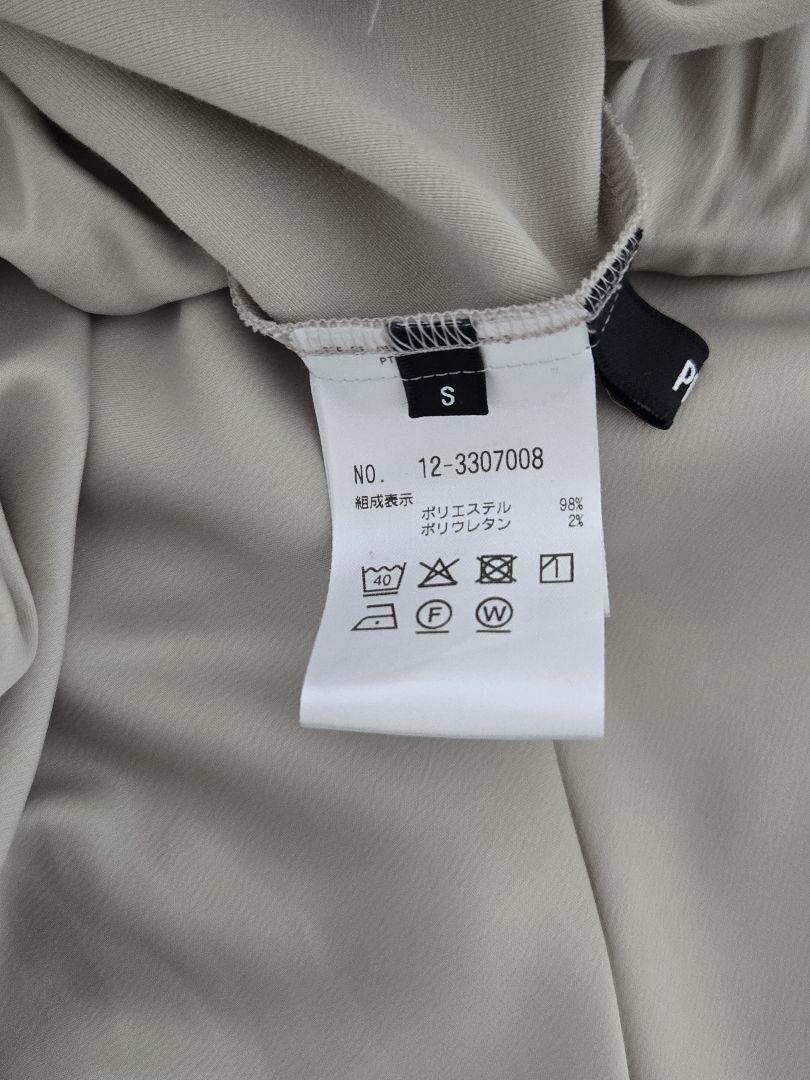 PT
S
P
NO. 12-3307008
組成表示
ポリエステル 98%
ポリウレタン 2%
40
F W